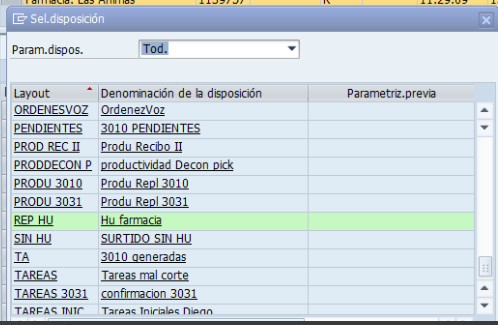 Farmacia. Las Animas 1159757 R 11:29:09
Sel.disposición
Param.dispos. Tod.
Layout Denominación de la disposición Parametriz.previa
ORDENESVOZ OrdenezVoz
PENDIENTES 3010 PENDIENTES
PROD REC II Produ Recibo II
PRODDECON P productividad Decon pick
PRODU 3010 Produ Repl 3010
PRODU 3031 Produ Repl 3031
REP HU Hu farmacia
SIN HU SURTIDO SIN HU
TA 3010 generadas
TAREAS Tareas mal corte
TAREAS 3031 confirmacion 3031
TAREAS INIC Tareas Iniciales Diego